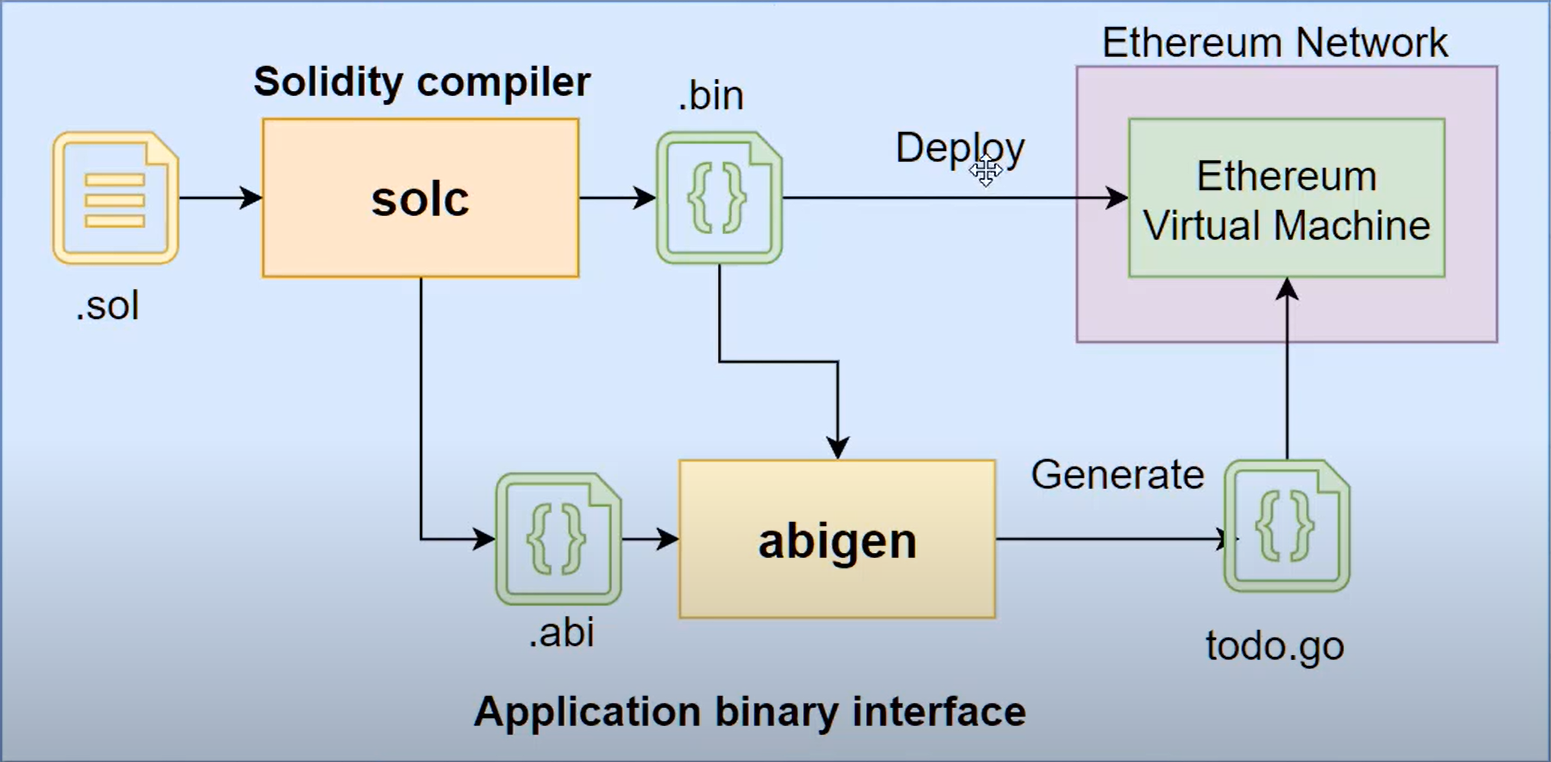 Ethereum Network
Solidity compiler
.bin
Deploy
solc
Ethereum
Virtual Machine
.sol
Generate
abigen
.abi
todo.go
Application binary interface